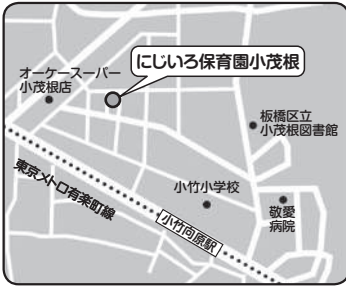 にじいろ保育園小茂根
オーケースーパー
小茂根店
板橋区立
小茂根図書館
東京メトロ有楽町線
小竹小学校
小竹向原駅
敬愛
病院